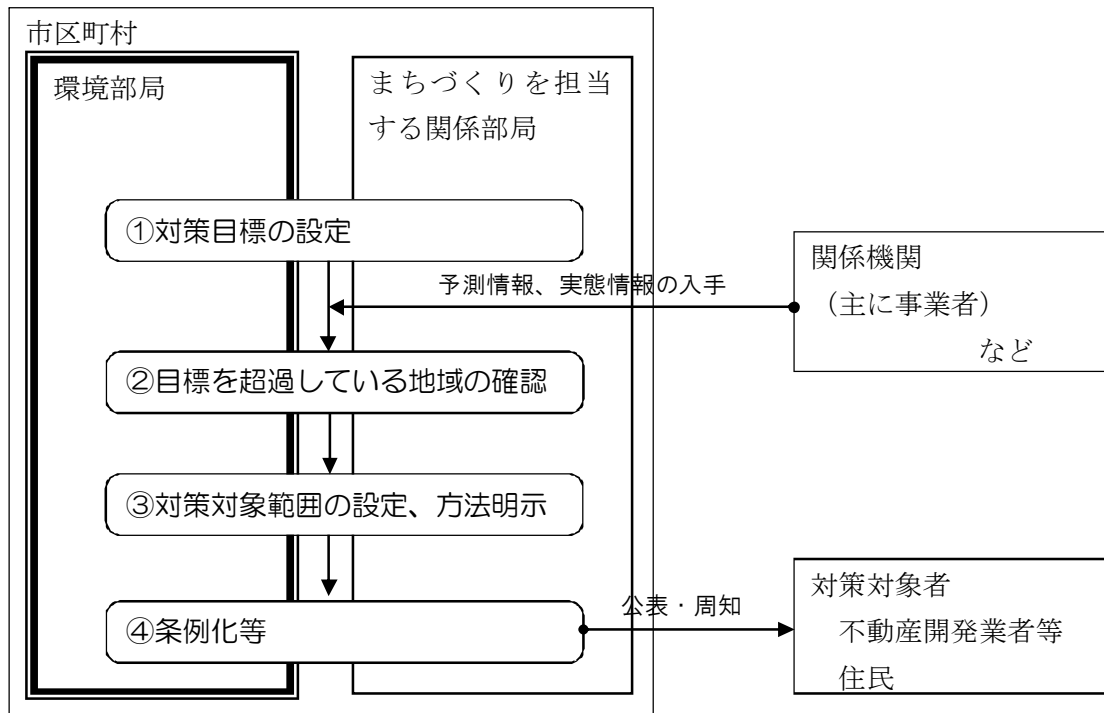 市区町村
環境部局
まちづくりを担当
する関係部局
①対策目標の設定
予測情報、実態情報の入手
関係機関
（主に事業者）
など
②目標を超過している地域の確認
③対策対象範囲の設定、方法明示
④条例化等
公表・周知
対策対象者
不動産開発業者等
住民